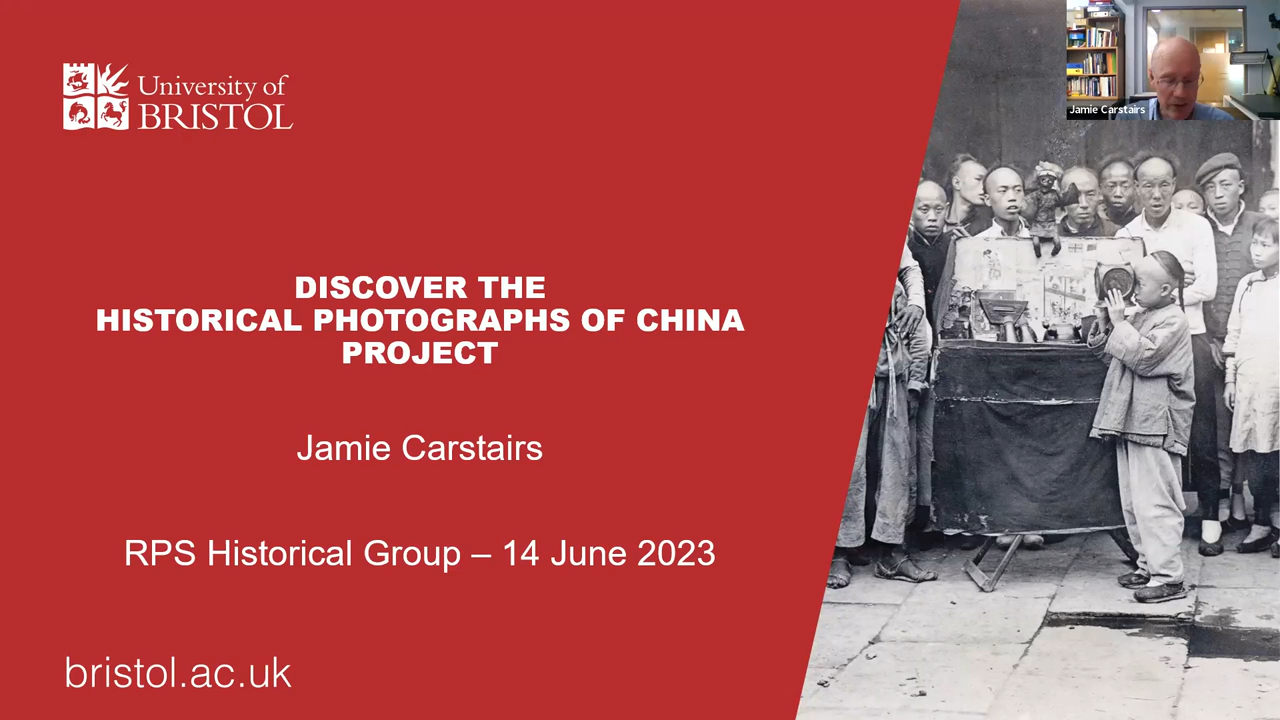 University of
BRISTOL
Jamie Carstairs
DISCOVER THE
HISTORICAL PHOTOGRAPHS OF CHINA
PROJECT
Jamie Carstairs
RPS Historical Group – 14 June 2023
bristol.ac.uk